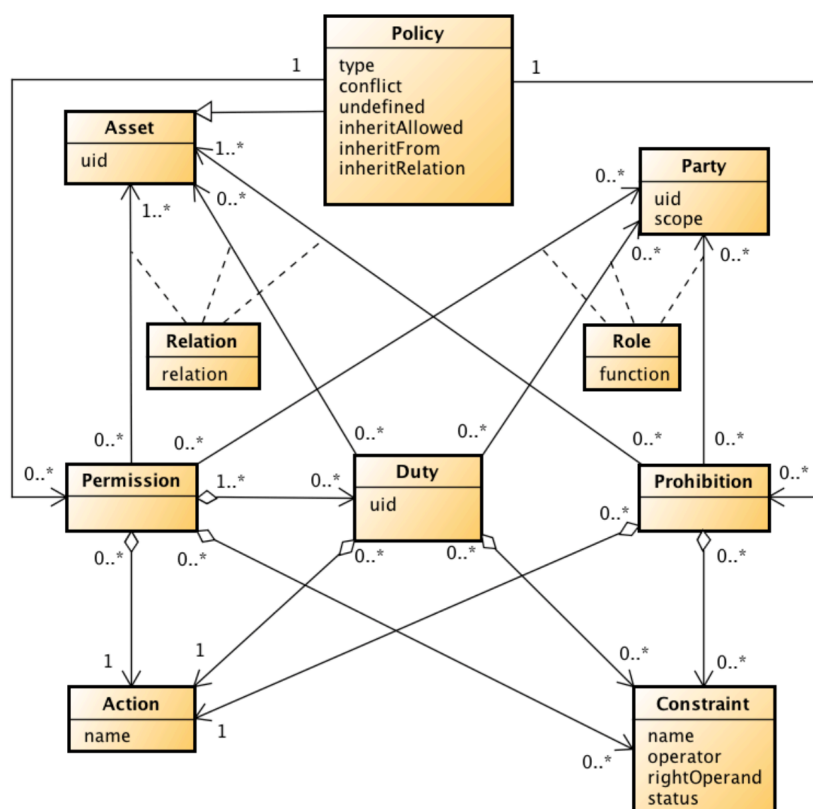 Policy
type
conflict
undefined
inheritAllowed
inheritFrom
inheritRelation
1
1
Asset
uid
1..*
0..*
1..*
Party
uid
scope
0..*
0..*
0..*
Relation
relation
Role
function
0..*
0..*
0..*
0..*
0..*
0..*
0..*
0..*
Permission
1..*
0..*
Duty
uid
Prohibition
0..*
0..*
0..*
0..*
0..*
0..*
1
1
0..*
0..*
Action
name
1
Constraint
name
operator
rightOperand
status
0..*